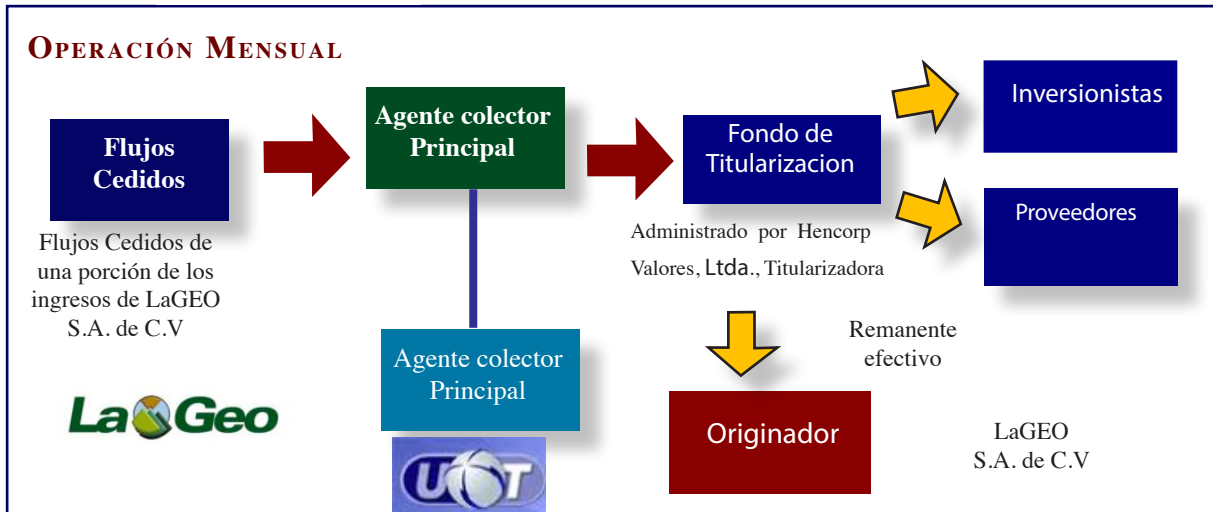 OPERACIÓN MENSUAL
Flujos
Cedidos
Flujos Cedidos de
una porción de los
ingresos de LaGEO
S.A. de C.V
LaGeo
Agente colector
Principal
Agente colector
Principal
UT
Fondo de
Titularizacion
Administrado por Hencorp
Valores, Ltda., Titularizadora
Inversionistas
Proveedores
Remanente
efectivo
Originador
LaGEO
S.A. de C.V